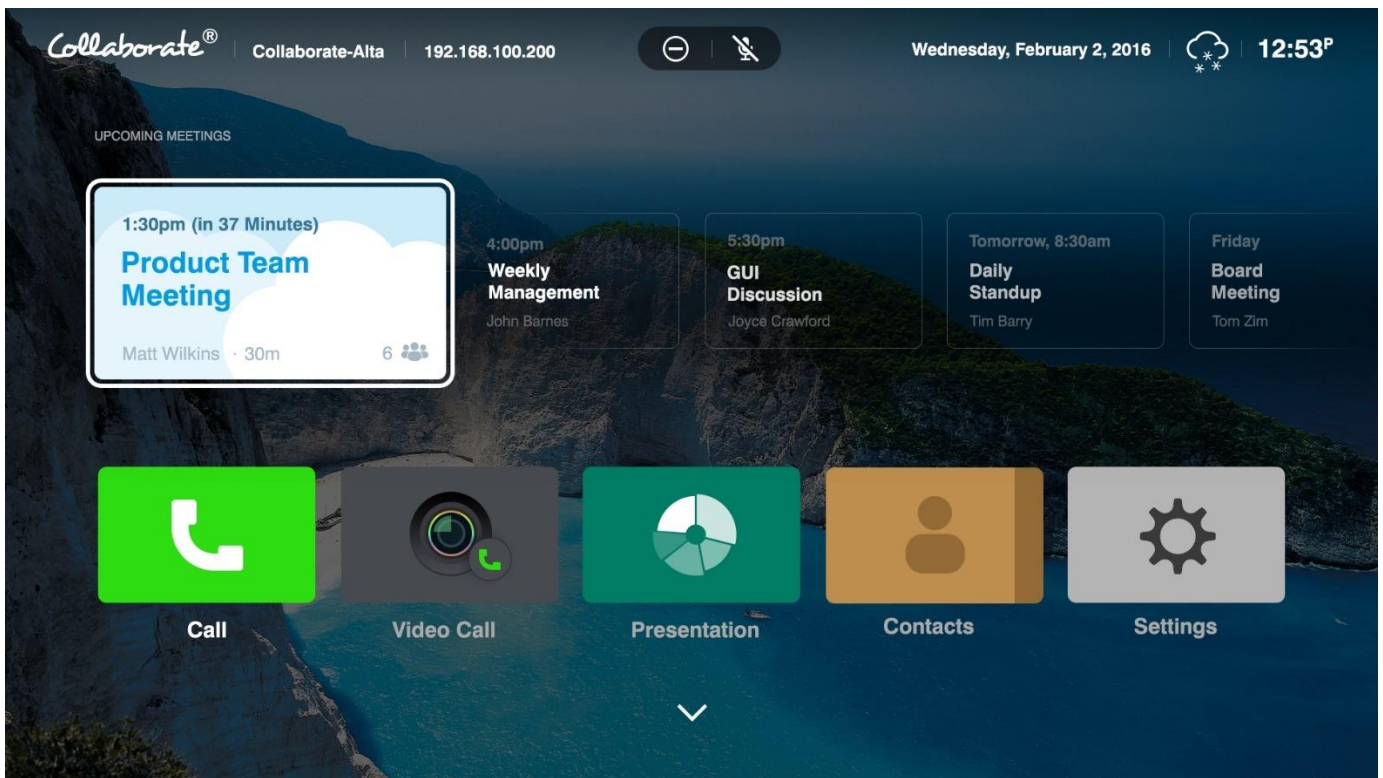 Collaborate®
Collaborate-Alta
192.168.100.200
Wednesday, February 2, 2016
12:53P
UPCOMING MEETINGS
1:30pm (in 37 Minutes)
Product Team
Meeting
Matt Wilkins · 30m
6
4:00pm
Weekly
Management
John Barnes
5:30pm
GUI
Discussion
Joyce Crawford
Tomorrow, 8:30am
Daily
Standup
Tim Barry
Friday
Board
Meeting
Tom Zim
Call
Video Call
Presentation
Contacts
Settings